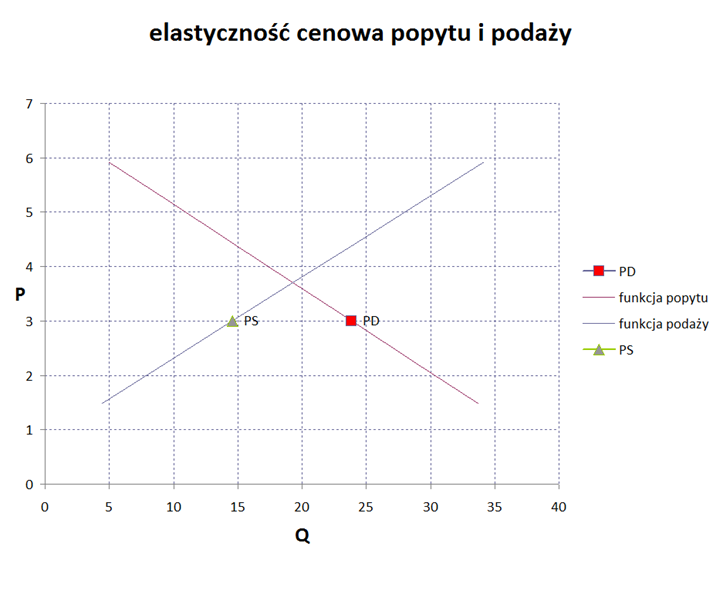 elastyczność cenowa popytu i podaży
7
6
5
4
P
3
2
1
0
PS
PD
0 5 10 15 20 25 30 35 40
Q
PD
funkcja popytu
funkcja podaży
PS